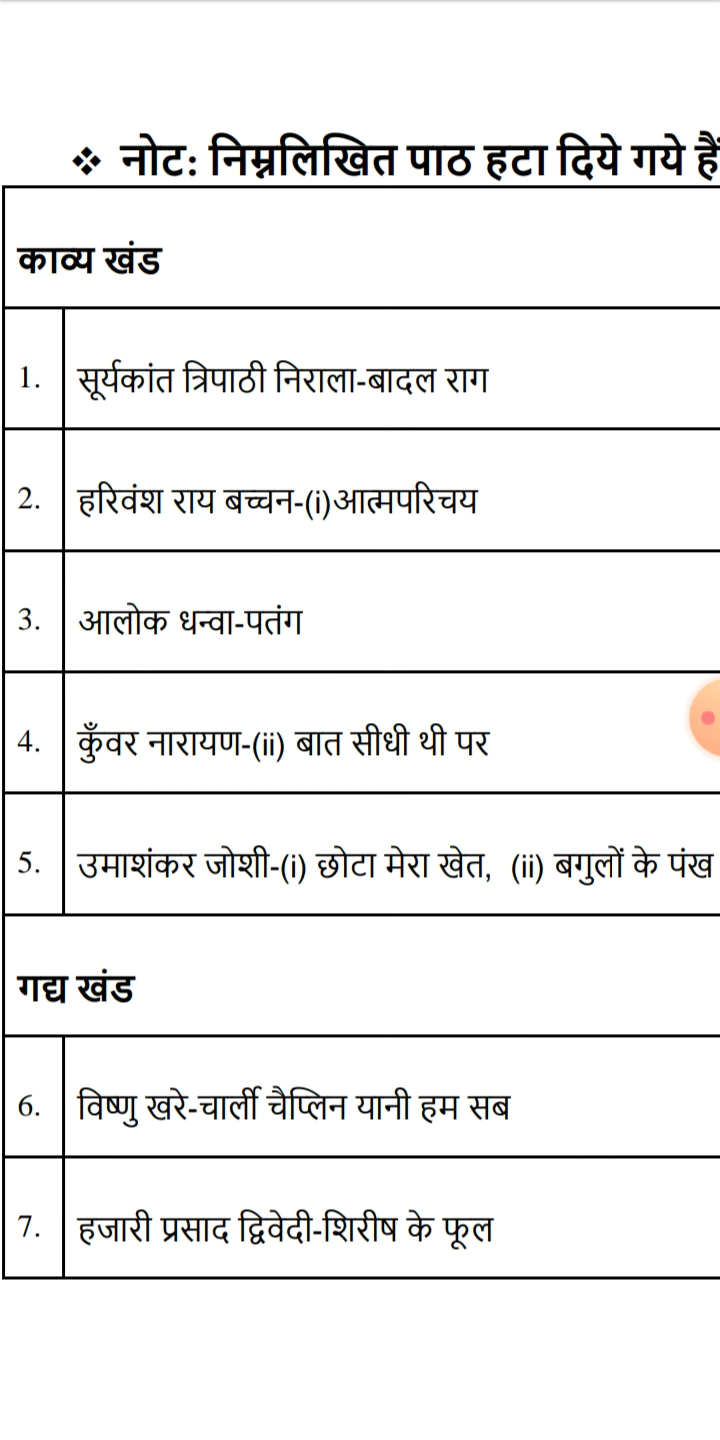 ❖ नोट: निम्नलिखित पाठ हटा दिये गये हैं
काव्य खंड
1. सूर्यकांत त्रिपाठी निराला-बादल राग
2. हरिवंश राय बच्चन-(i)आत्मपरिचय
3. आलोक धन्वा-पतंग
4. कुँवर नारायण-(ii) बात सीधी थी पर
5. उमाशंकर जोशी-(i) छोटा मेरा खेत, (ii) बगुलों के पंख
गद्य खंड
6. विष्णु खरे-चार्ली चैप्लिन यानी हम सब
7. हजारी प्रसाद द्विवेदी-शिरीष के फूल